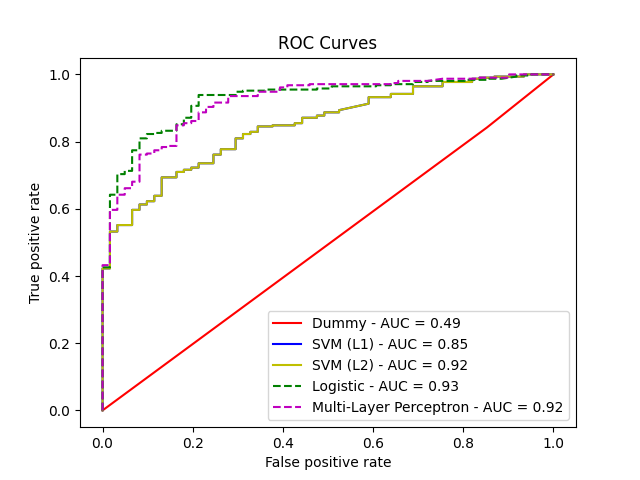 ROC Curves
True positive rate
1.0
0.8
0.6
0.4
0.2
0.0
Dummy - AUC = 0.49
SVM (L1) - AUC = 0.85
SVM (L2) - AUC = 0.92
Logistic - AUC = 0.93
Multi-Layer Perceptron - AUC = 0.92
0.0 0.2 0.4 0.6 0.8 1.0
False positive rate